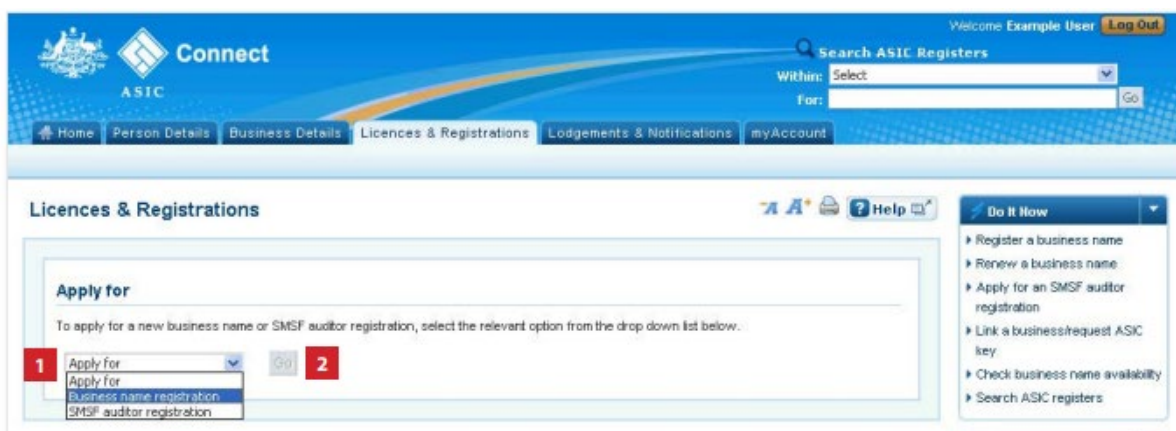 Welcome Example User Log Out
Connect
ASIC
Search ASIC Registers
Within: Select
For: Go
Home Person Details Business Details Licences & Registrations Lodgements & Notifications myAccount
Licences & Registrations
-A A+ ? Help
Apply for
To apply for a new business name or SMSF auditor registration, select the relevant option from the drop down list below.
1 Apply for Go 2
Apply for
Business name registration
SMSF auditor registration
Do It Now
Register a business name
Renew a business name
Apply for an SMSF auditor
registration
Link a business/request ASIC
key
Check business name availability
Search ASIC registers